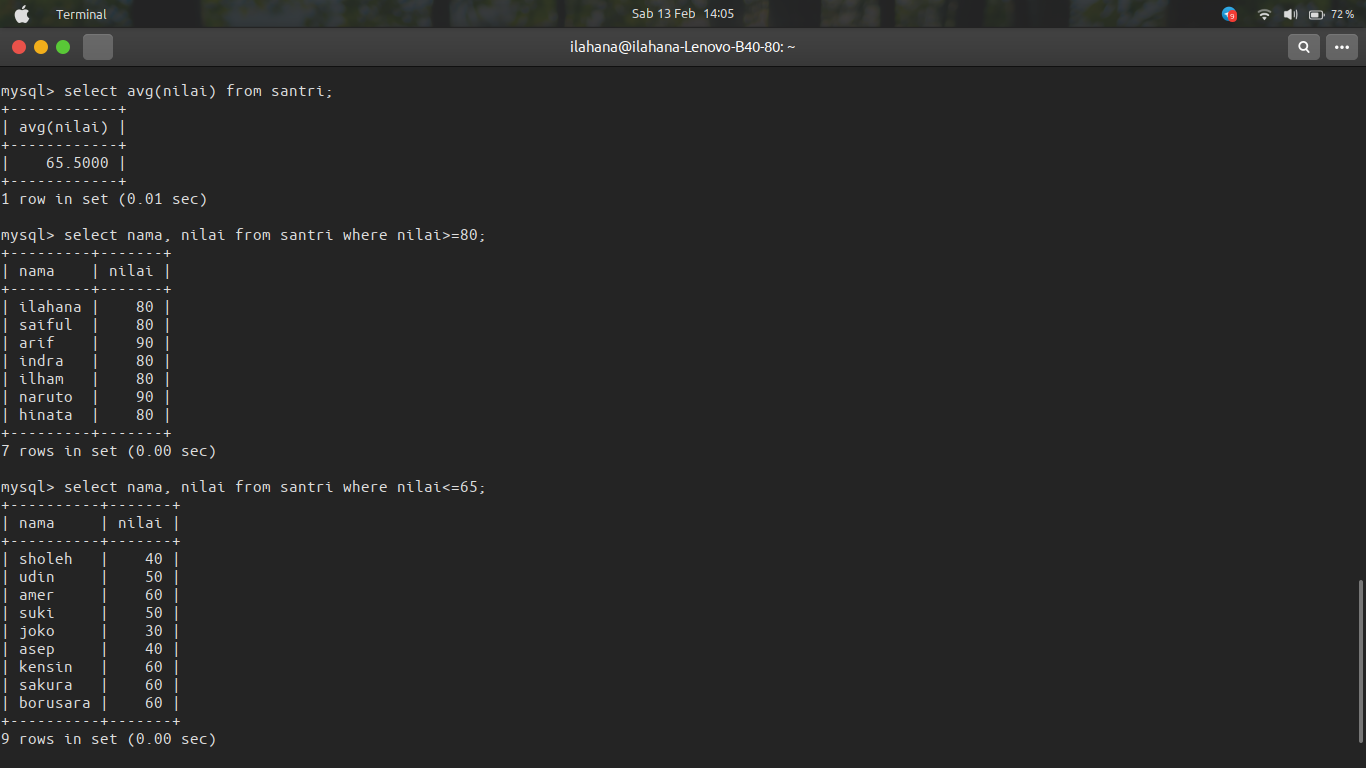 Terminal Sab 13 Feb 14:05 9 72 %
ilahana@ilahana-Lenovo-B40-80: ~
mysql> select avg(nilai) from santri;
+------------+
| avg(nilai) |
+------------+
|    65.5000 |
+------------+
1 row in set (0.01 sec)
mysql> select nama, nilai from santri where nilai>=80;
+---------+-------+
| nama    | nilai |
+---------+-------+
| ilahana |    80 |
| saiful  |    80 |
| arif    |    90 |
| indra   |    80 |
| ilham   |    80 |
| naruto  |    90 |
| hinata  |    80 |
+---------+-------+
7 rows in set (0.00 sec)
mysql> select nama, nilai from santri where nilai<=65;
+----------+-------+
| nama     | nilai |
+----------+-------+
| sholeh   |    40 |
| udin     |    50 |
| amer     |    60 |
| suki     |    50 |
| joko     |    30 |
| asep     |    40 |
| kensin   |    60 |
| sakura   |    60 |
| borusara |    60 |
+----------+-------+
9 rows in set (0.00 sec)